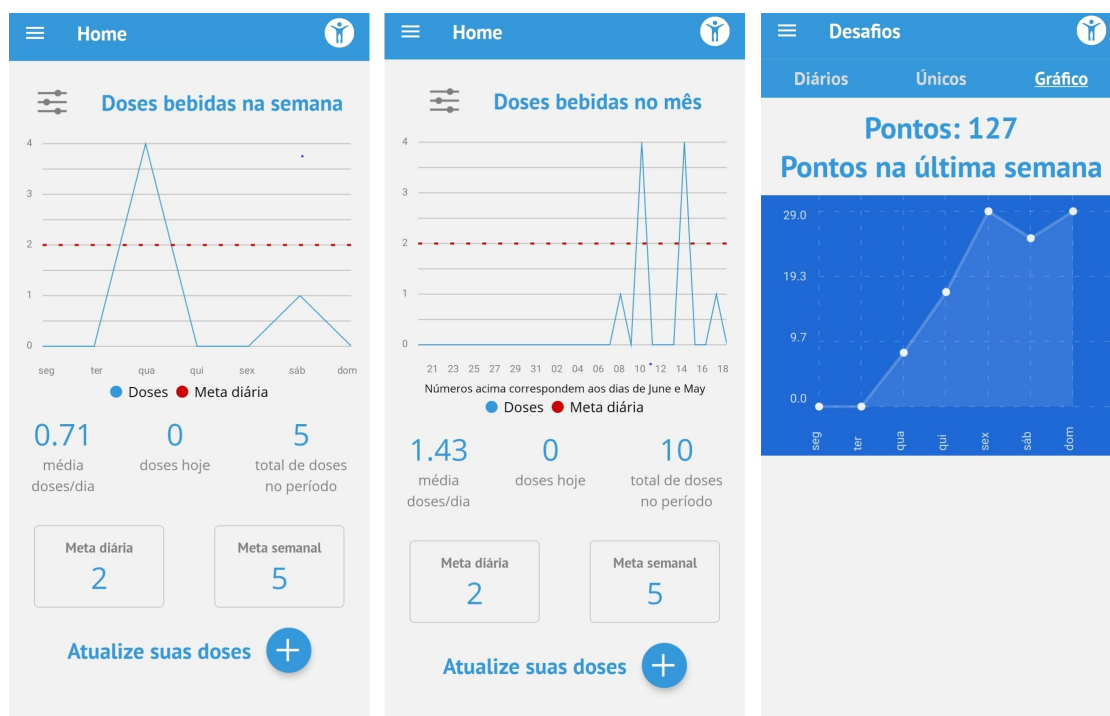 Home
Doses bebidas na semana
4
3
2
1
0
seg ter qua qui sex sáb dom
Doses Meta diária
0.71 0 5
média doses/dia
doses hoje
total de doses no período
Meta diária
2
Meta semanal
5
Atualize suas doses
Home
Doses bebidas no mês
4
3
2
1
0
21 23 25 27 29 31 02 04 06 08 10 12 14 16 18
Números acima correspondem aos dias de June e May
Doses Meta diária
1.43 0 10
média doses/dia
doses hoje
total de doses no período
Meta diária
2
Meta semanal
5
Atualize suas doses
Desafios
Diários Únicos Gráfico
Pontos: 127
Pontos na última semana
29.0
19.3
9.7
0.0
seg ter qua qui sex sáb dom